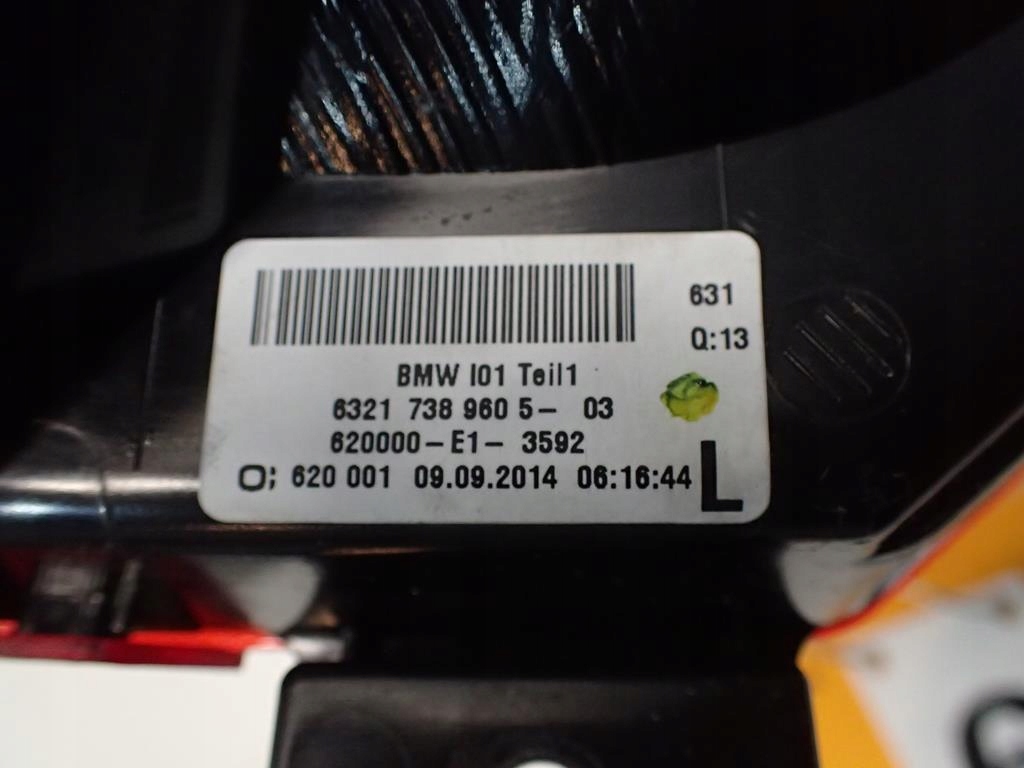 631
Q:13
BMW I01 Teil1
6321 738 960 5- 03
620000-E1- 3592
O; 620 001 09.09.2014 06:16:44
L